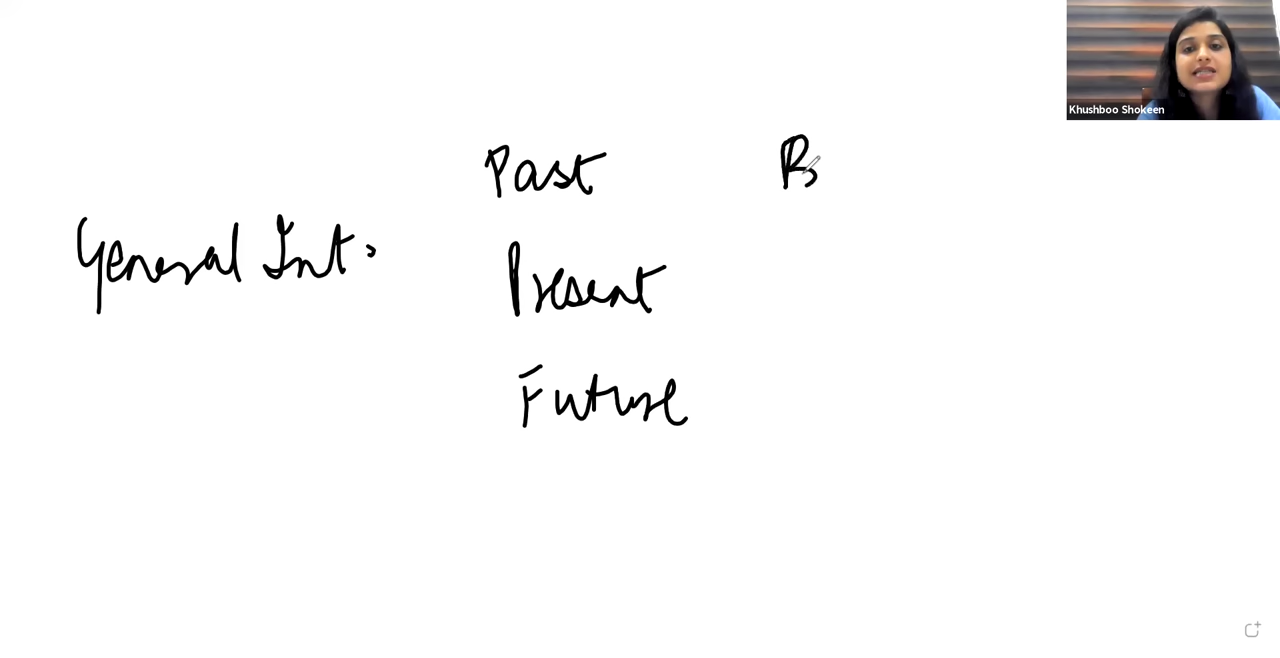 Khushboo Shokeen
Past
General Int.
Present
Future